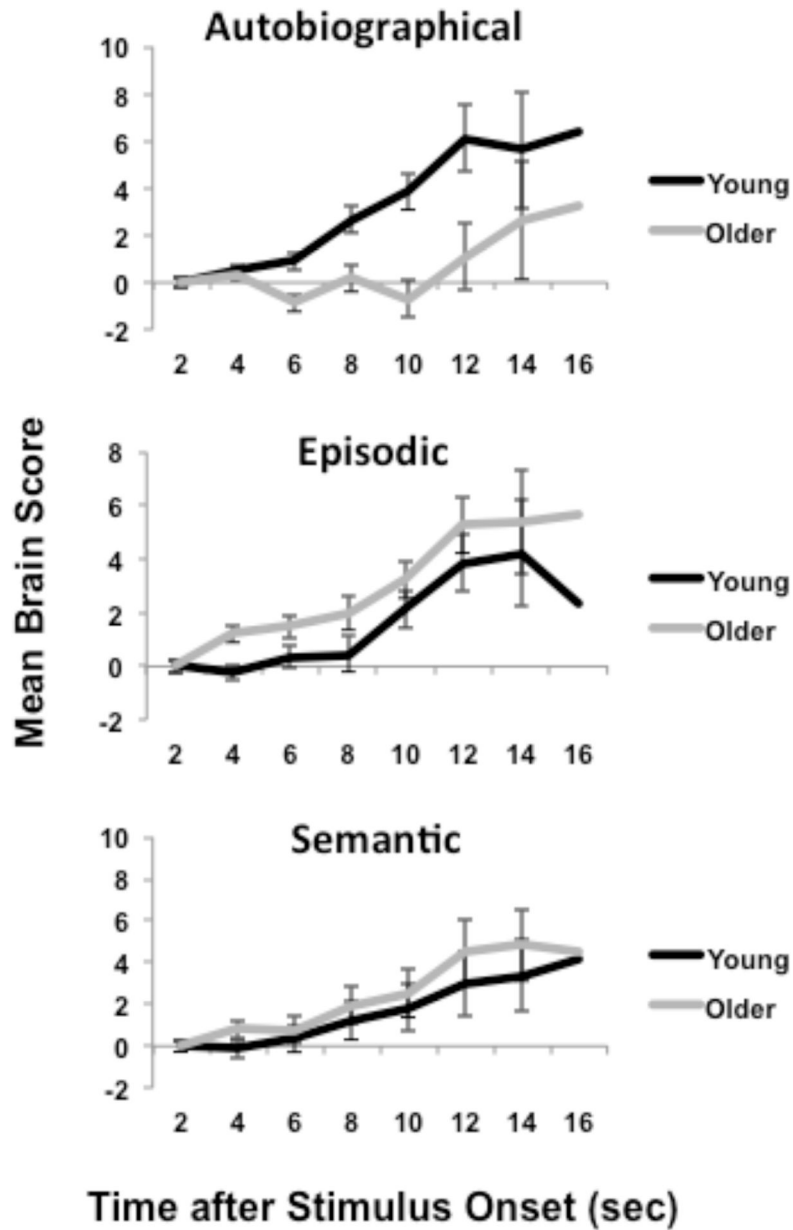 Autobiographical
10
8
6
4
2
0
-2
2 4 6 8 10 12 14 16
Young
Older
Mean Brain Score
Episodic
8
6
4
2
0
-2
2 4 6 8 10 12 14 16
Young
Older
Semantic
10
8
6
4
2
0
-2
2 4 6 8 10 12 14 16
Young
Older
Time after Stimulus Onset (sec)